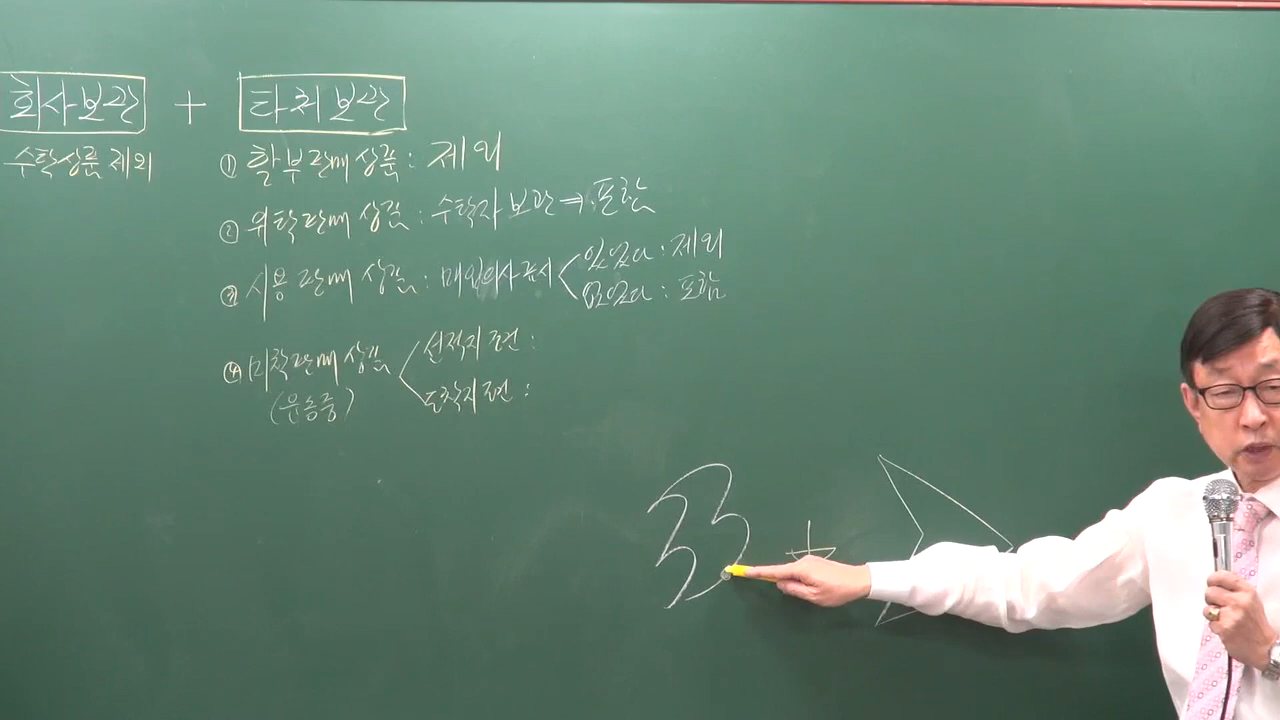 회사보관 + 타처보관
수탁상품 제외
① 할부판매 상품 : 제외
② 위탁판매 상품 : 수탁자 보관 ⇒ 포함
③ 시용판매 상품 : 매입의사표시 < 있었다 : 제외
없었다 : 포함
④ 미착판매 상품 < 선적지 조건 :
(운송중) 도착지 조건 :